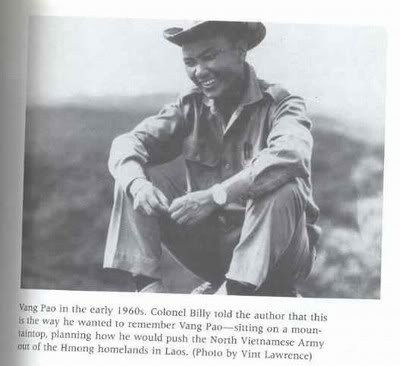 Vang Pao in the early 1960s. Colonel Billy told the author that this
is the way he wanted to remember Vang Pao—sitting on a moun-
taintop, planning how he would push the North Vietnamese Army
out of the Hmong homelands in Laos. (Photo by Vint Lawrence)